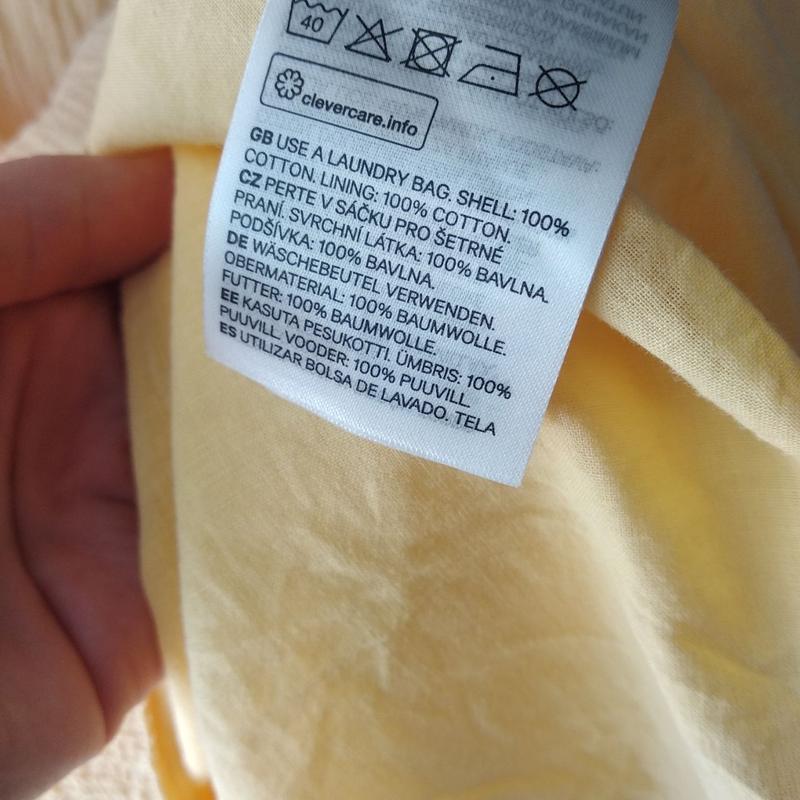 40
clevercare.info
GB USE A LAUNDRY BAG. SHELL: 100%
COTTON. LINING: 100% COTTON.
CZ PERTE V SÁČKU PRO ŠETRNÉ
PRANÍ. SVRCHNÍ LÁTKA: 100% BAVLNA.
PODŠÍVKA: 100% BAVLNA.
DE WÄSCHEBEUTEL VERWENDEN.
OBERMATERIAL: 100% BAUMWOLLE.
FUTTER: 100% BAUMWOLLE.
EE KASUTA PESUKOTTI. ÜMBRIS: 100%
PUUVILL. VOODER: 100% PUUVILL.
ES UTILIZAR BOLSA DE LAVADO. TELA